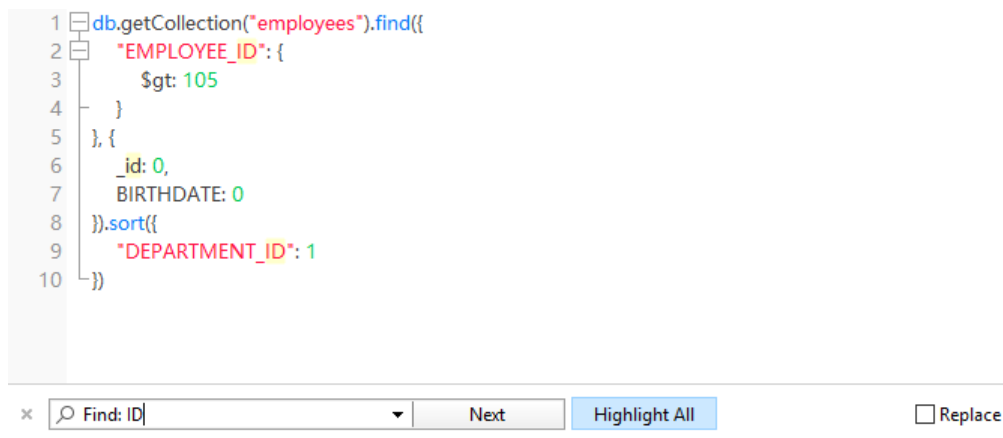 1 db.getCollection("employees").find({
2 "EMPLOYEE_ID": {
3 $gt: 105
4 }
5 }, {
6 _id: 0,
7 BIRTHDATE: 0
8 }).sort({
9 "DEPARTMENT_ID": 1
10 })
× Find: ID Next Highlight All Replace